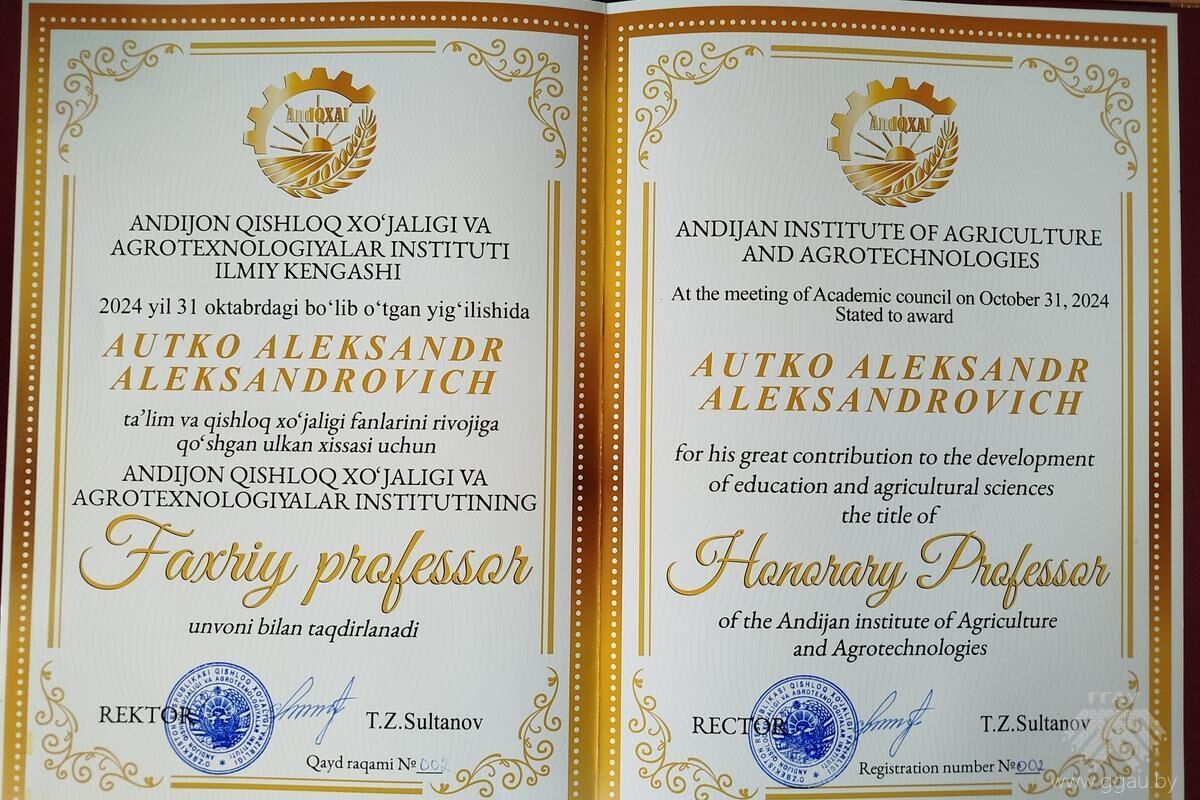 AndQXAI
ANDIJON QISHLOQ XO‘JALIGI VA
AGROTEXNOLOGIYALAR INSTITUTI
ILMIY KENGASHI
2024 yil 31 oktabrdagi bo‘lib o‘tgan yig‘ilishida
AUTKO ALEKSANDR
ALEKSANDROVICH
ta’lim va qishloq xo‘jaligi fanlarini rivojiga
qo‘shgan ulkan xissasi uchun
ANDIJON QISHLOQ XO‘JALIGI VA
AGROTEXNOLOGIYALAR INSTITUTINING
Faxriy professor
unvoni bilan taqdirlanadi
REKTOR T.Z.Sultanov
Qayd raqami № 002
AndQXAI
ANDIJAN INSTITUTE OF AGRICULTURE
AND AGROTECHNOLOGIES
At the meeting of Academic council on October 31, 2024
Stated to award
AUTKO ALEKSANDR
ALEKSANDROVICH
for his great contribution to the development
of education and agricultural sciences
the title of
Honorary Professor
of the Andijan institute of Agriculture
and Agrotechnologies
RECTOR T.Z.Sultanov
Registration number № 002
ГГАУ
www.ggau.by